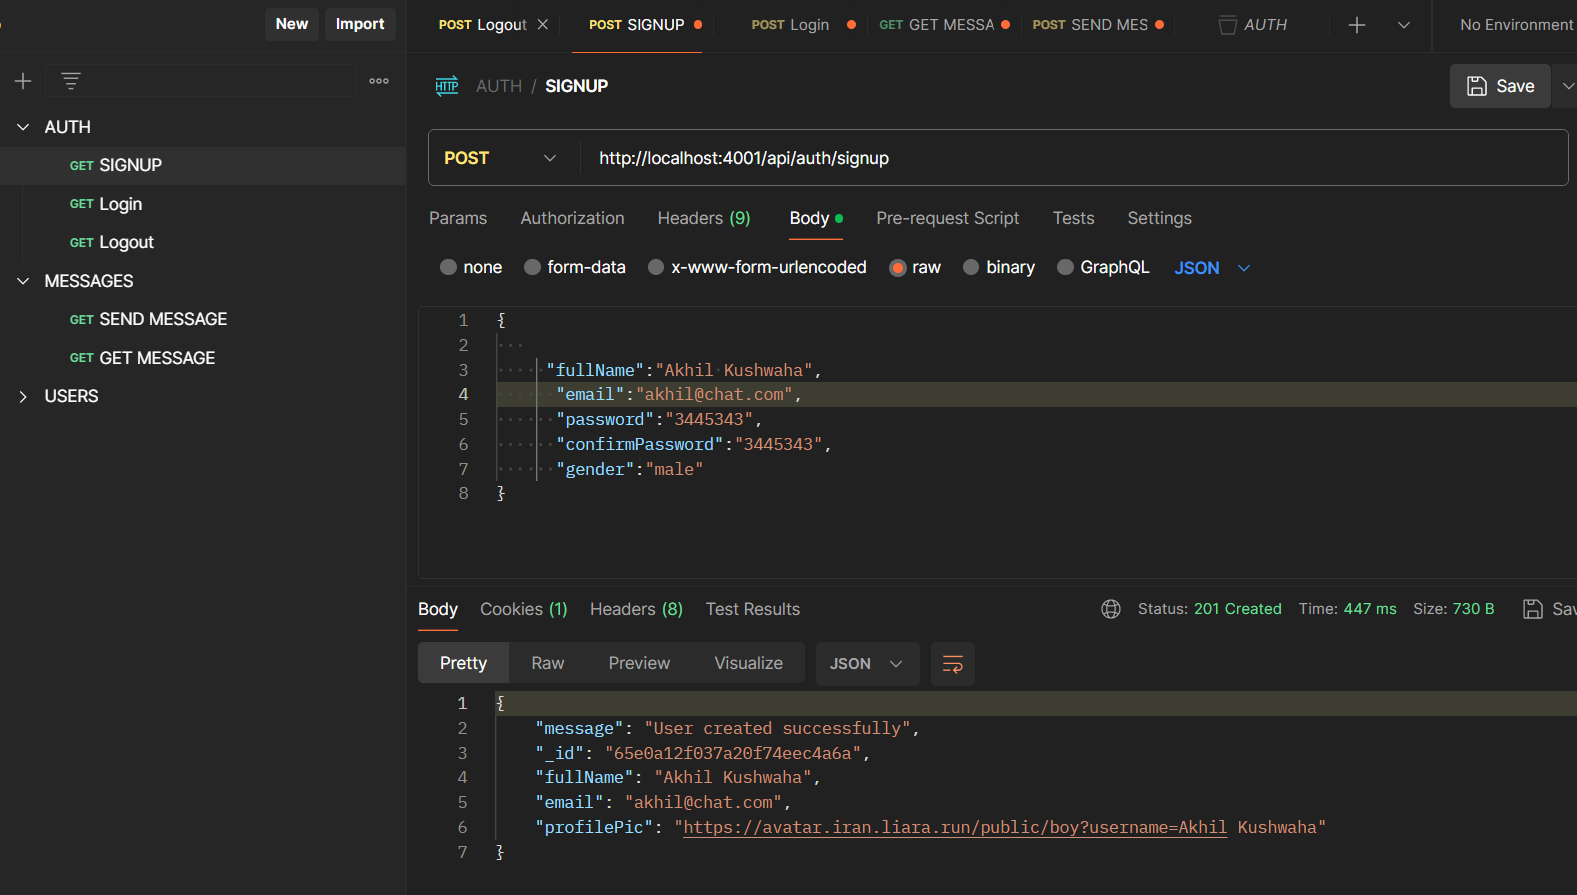 New Import
POST Logout POST SIGNUP POST Login GET GET MESSA POST SEND MES AUTH No Environment
HTTP AUTH / SIGNUP Save
AUTH
GET SIGNUP
GET Login
GET Logout
MESSAGES
GET SEND MESSAGE
GET GET MESSAGE
USERS
POST http://localhost:4001/api/auth/signup
Params Authorization Headers (9) Body Pre-request Script Tests Settings
none form-data x-www-form-urlencoded raw binary GraphQL JSON
1 {
2
3 "fullName":"Akhil Kushwaha",
4 "email":"akhil@chat.com",
5 "password":"3445343",
6 "confirmPassword":"3445343",
7 "gender":"male"
8 }
Body Cookies (1) Headers (8) Test Results Status: 201 Created Time: 447 ms Size: 730 B Sav
Pretty Raw Preview Visualize JSON
1 {
2 "message": "User created successfully",
3 "_id": "65e0a12f037a20f74eec4a6a",
4 "fullName": "Akhil Kushwaha",
5 "email": "akhil@chat.com",
6 "profilePic": "https://avatar.iran.liara.run/public/boy?username=Akhil Kushwaha"
7 }